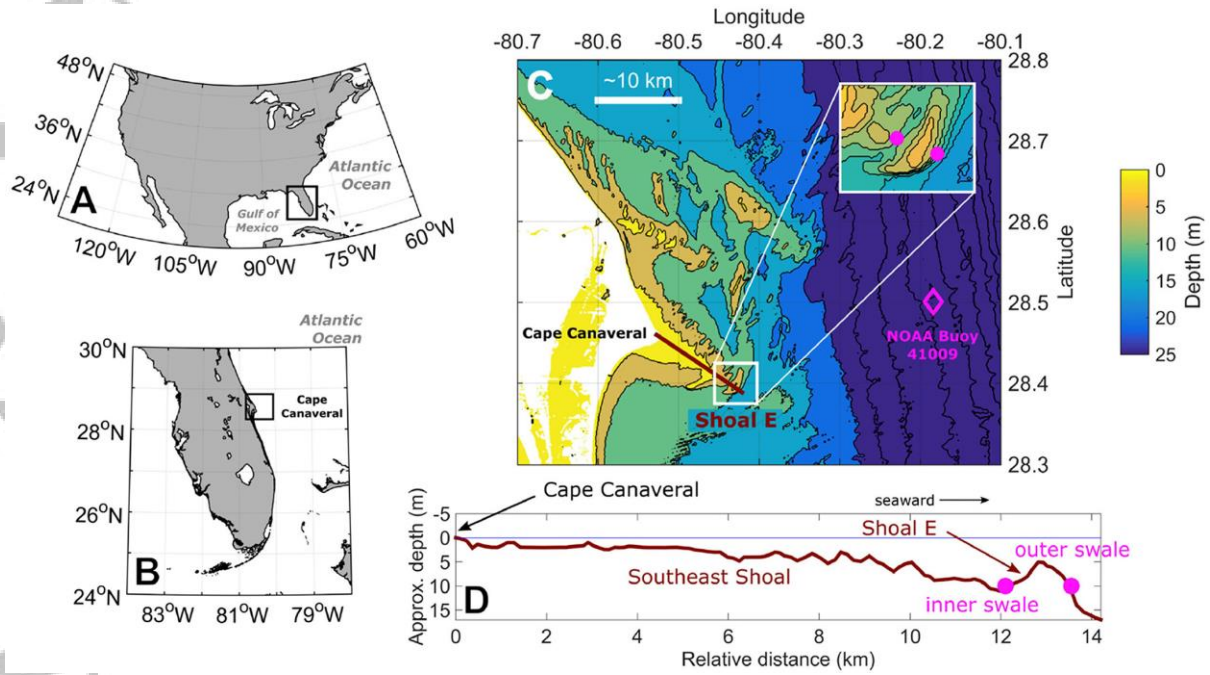 48°N
36°N
24°N
A
Atlantic
Ocean
Gulf of
Mexico
120°W
105°W
90°W
75°W
60°W
Atlantic
Ocean
30°N
28°N
26°N
24°N
Cape
Canaveral
B
84°W
81°W
79°W
Longitude
-80.7 -80.6 -80.5 -80.4 -80.3 -80.2 -80.1
C
~10 km
28.8
28.7
28.6
28.5
28.4
28.3
Latitude
Cape Canaveral
Shoal E
NOAA Buoy
41009
0
5
10
15
20
25
Depth (m)
Cape Canaveral
seaward
Shoal E
outer swale
Southeast Shoal
inner swale
D
-5
0
5
10
15
Approx. depth (m)
0 2 4 6 8 10 12 14
Relative distance (km)